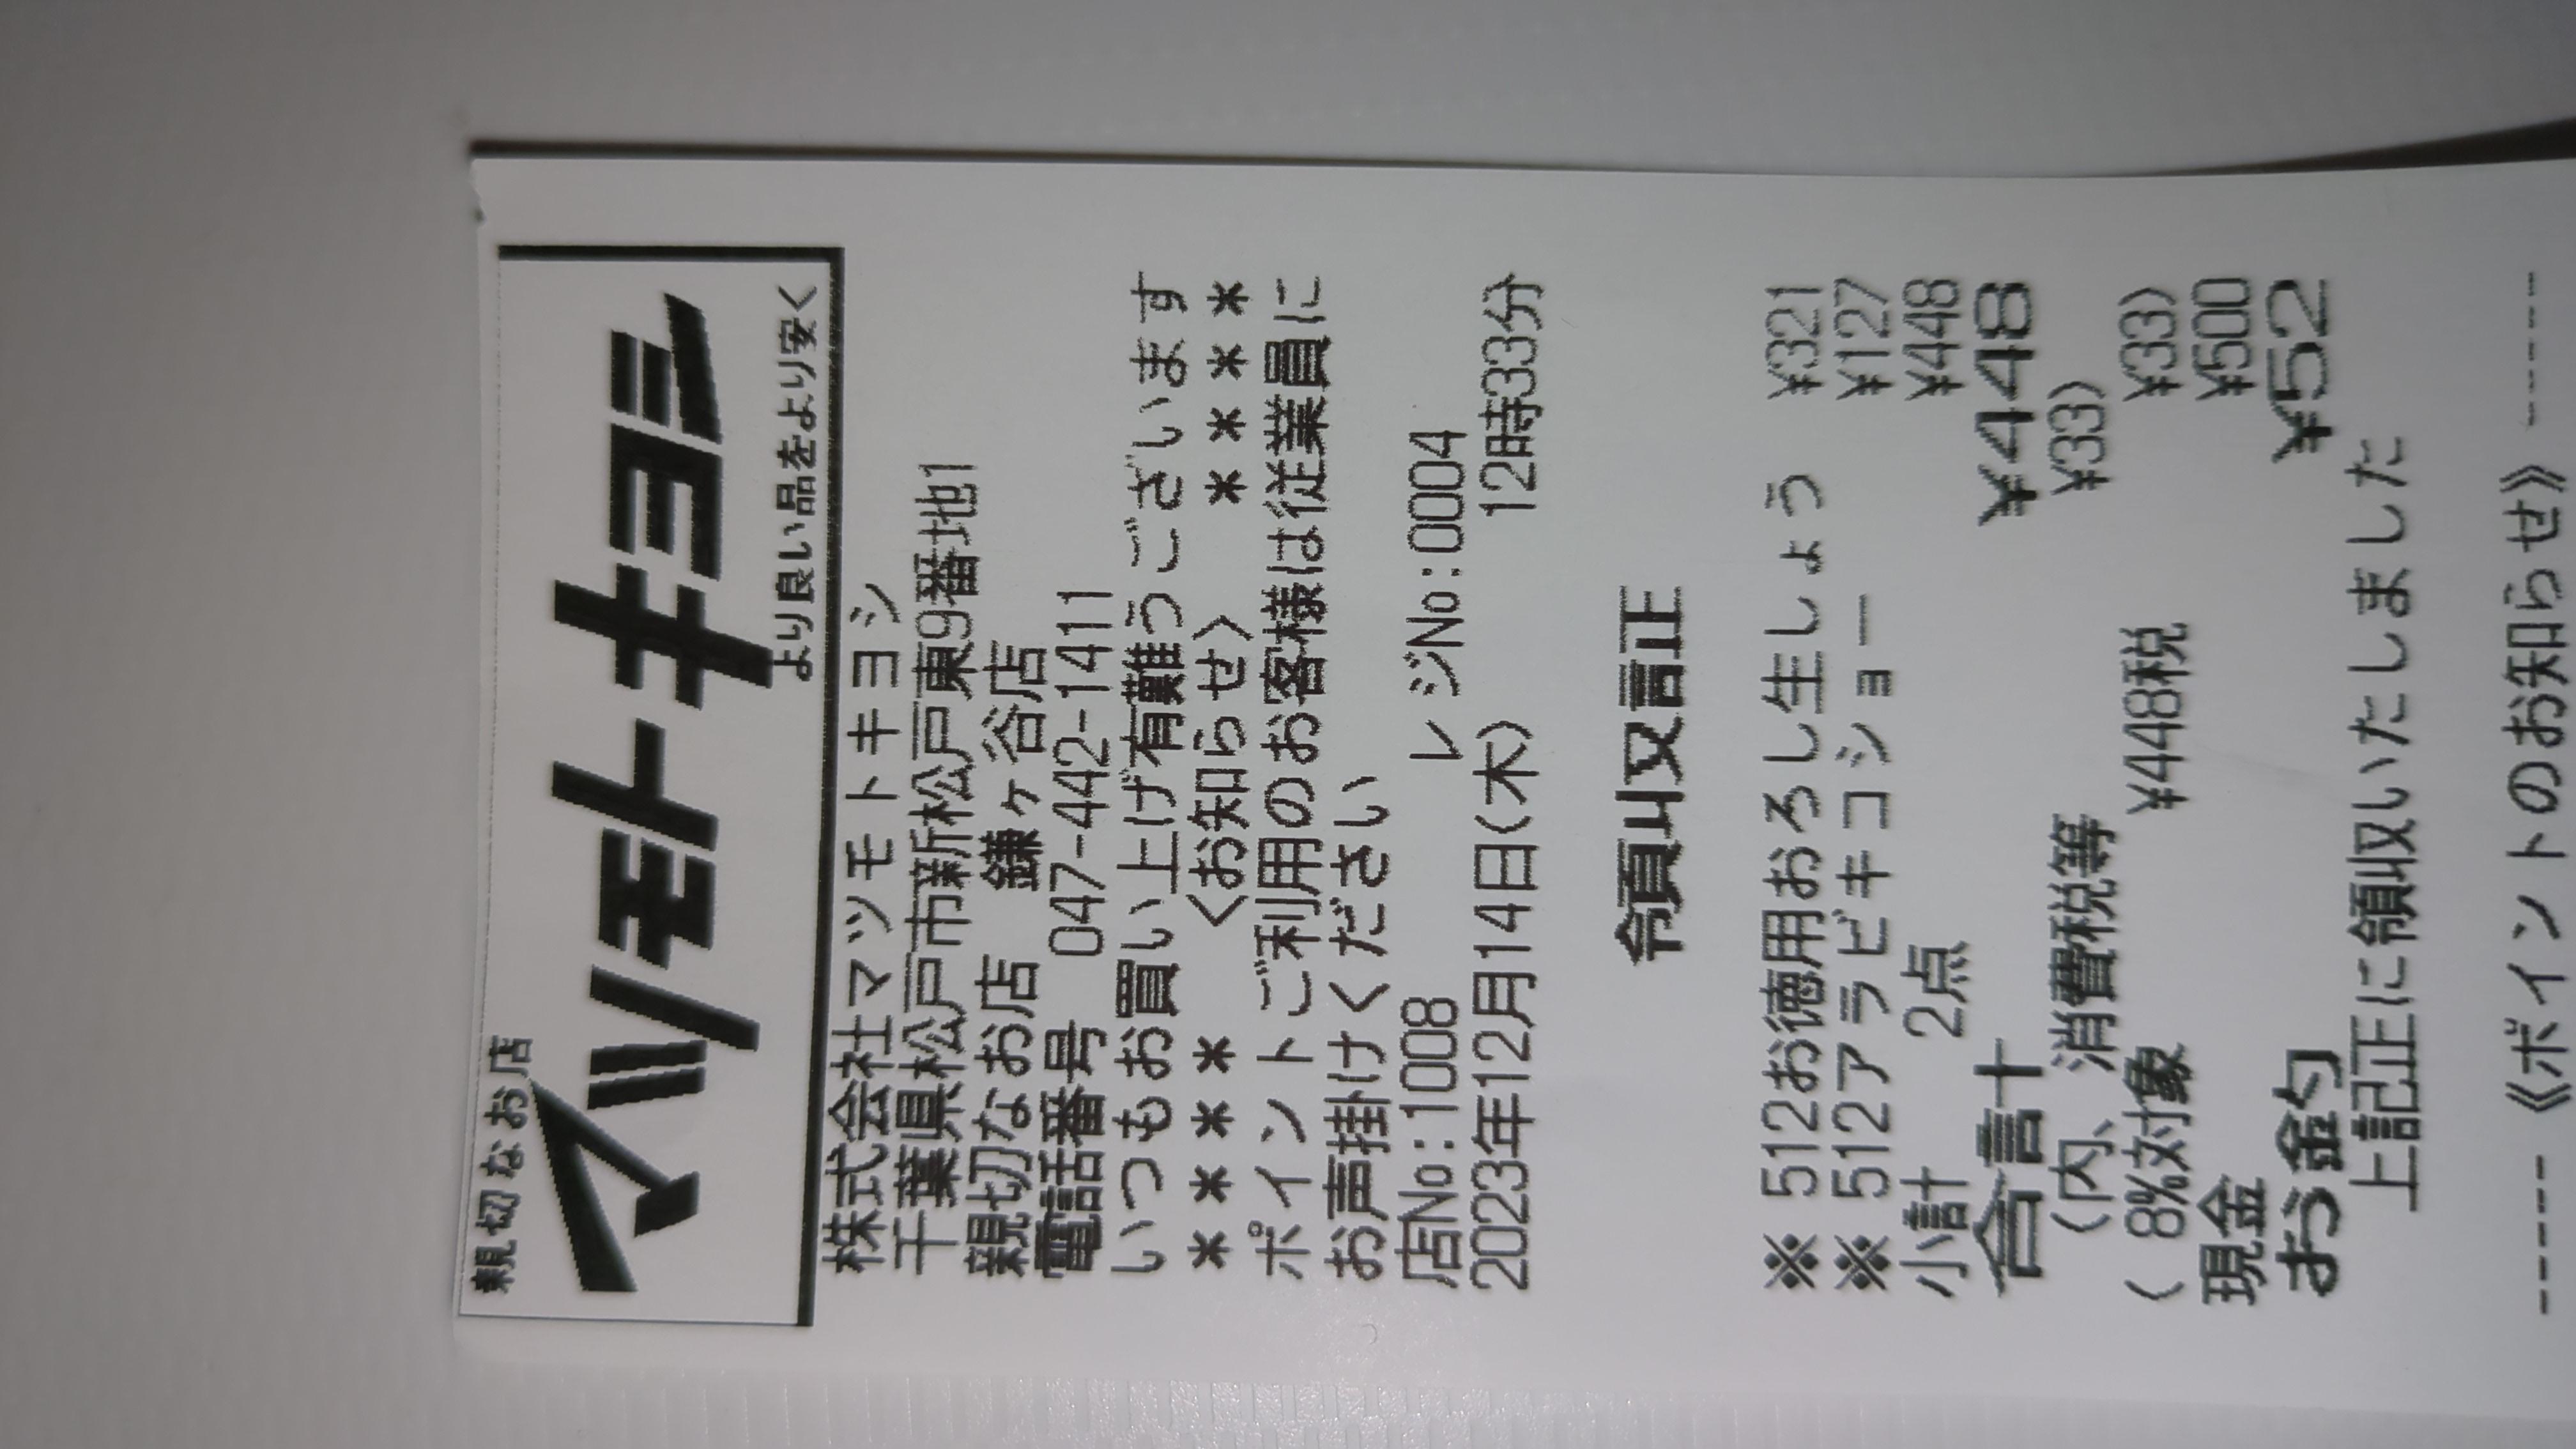 親切なお店
マツモトキヨシ
より良い品をより安く
株式会社マツモトキヨシ
千葉県松戸市新松戸東9番地1
親切なお店　鎌ヶ谷店
電話番号　047-442-1411
いつもお買い上げ有難うございます
＊＊＊＊　〈お知らせ〉　＊＊＊＊
ポイントご利用のお客様は従業員に
お声掛けください
店No:1008　レジNo:0004
2023年12月14日(木)　12時33分
領収証
※ 512お徳用おろし生しょう ¥321
※ 512アラビキコショー ¥127
小計　2点 ¥448
合計 ¥448
(内、消費税等 ¥33)
( 8%対象 ¥448税 ¥33)
現金 ¥500
お釣 ¥52
上記正に領収いたしました
-----《ポイントのお知らせ》-----